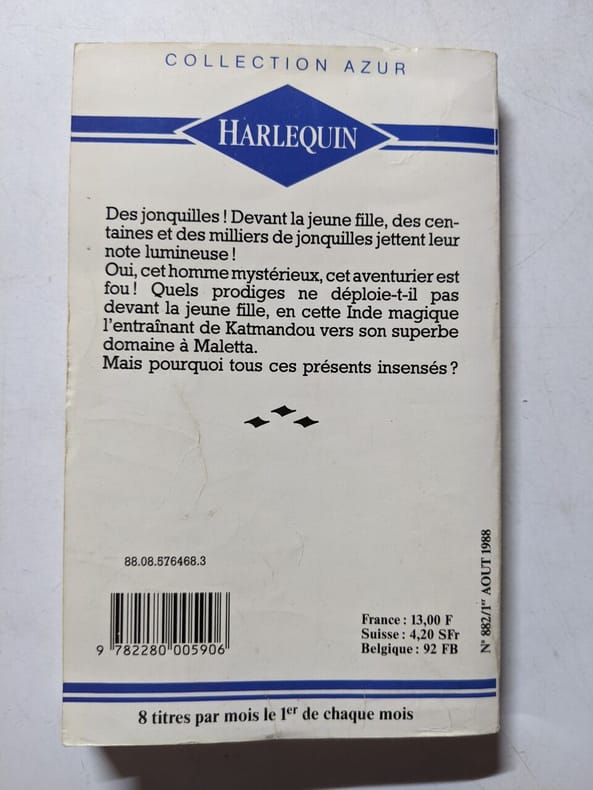 COLLECTION AZUR
HARLEQUIN
Des jonquilles ! Devant la jeune fille, des cen-
taines et des milliers de jonquilles jettent leur
note lumineuse !
Oui, cet homme mystérieux, cet aventurier est
fou ! Quels prodiges ne déploie-t-il pas
devant la jeune fille, en cette Inde magique
l'entraînant de Katmandou vers son superbe
domaine à Maletta.
Mais pourquoi tous ces présents insensés ?
88.08.576468.3
9 782280 005906
France : 13,00 F
Suisse : 4,20 SFr
Belgique : 92 FB
N° 882/1er AOUT 1988
8 titres par mois le 1er de chaque mois